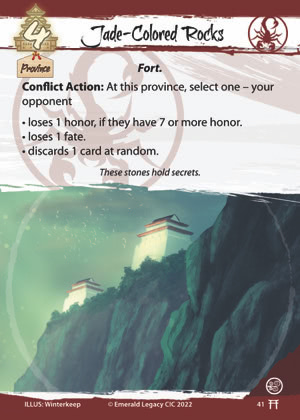 4
Jade-Colored Rocks
Province
Fort.
Conflict Action: At this province, select one – your
opponent
• loses 1 honor, if they have 7 or more honor.
• loses 1 fate.
• discards 1 card at random.
These stones hold secrets.
ILLUS: Winterkeep
© Emerald Legacy CIC 2022
41